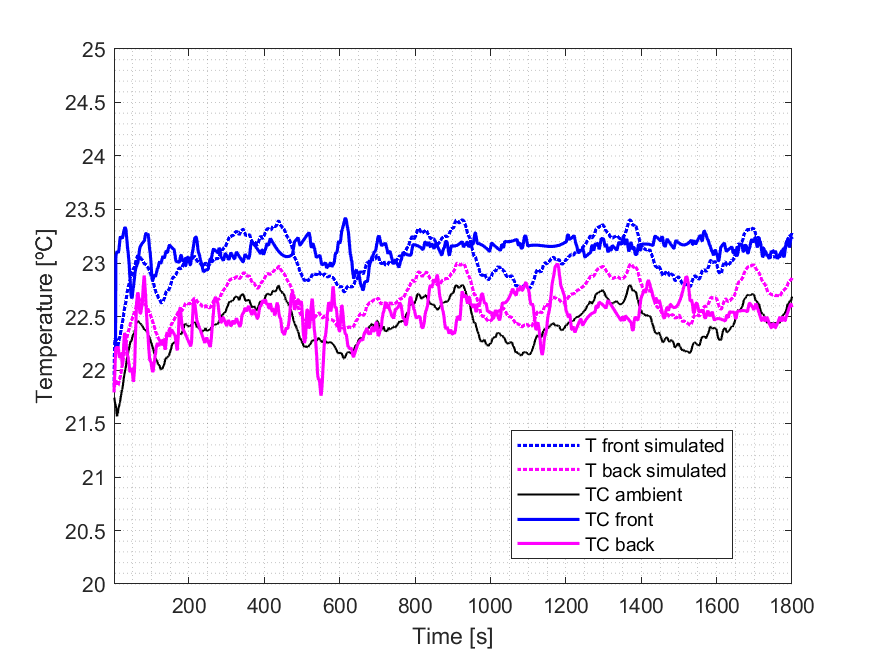 25
24.5
24
23.5
23
22.5
22
21.5
21
20.5
20
Temperature [ºC]
T front simulated
T back simulated
TC ambient
TC front
TC back
200 400 600 800 1000 1200 1400 1600 1800
Time [s]